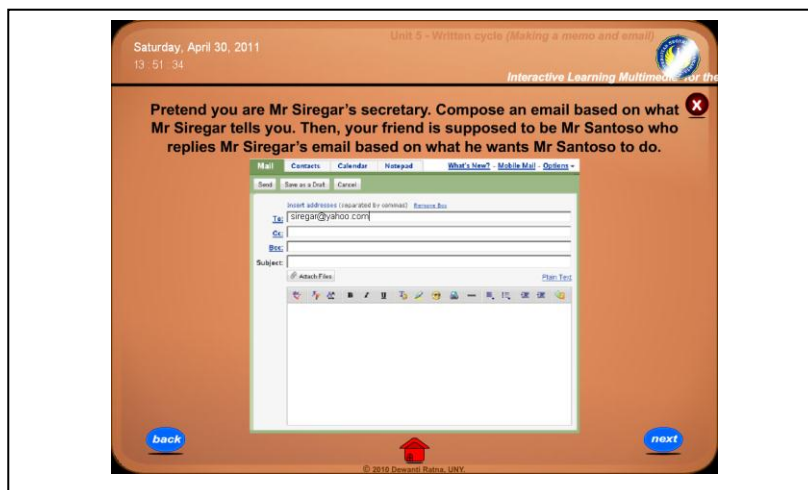 Unit 5 - Written cycle (Making a memo and email)
Saturday, April 30, 2011
13 : 51 : 34
Interactive Learning Multimedia for the
X
Pretend you are Mr Siregar's secretary. Compose an email based on what
Mr Siregar tells you. Then, your friend is supposed to be Mr Santoso who
replies Mr Siregar's email based on what he wants Mr Santoso to do.
Mail Contacts Calendar Notepad What's New? - Mobile Mail - Options
Send Save as a Draft Cancel
Insert addresses (separated by commas) Remove Bcc
To: siregar@yahoo.com
Cc:
Bcc:
Subject:
Attach Files Plain Text
B I U
back next
© 2010 Dewanti Ratna, UNY.